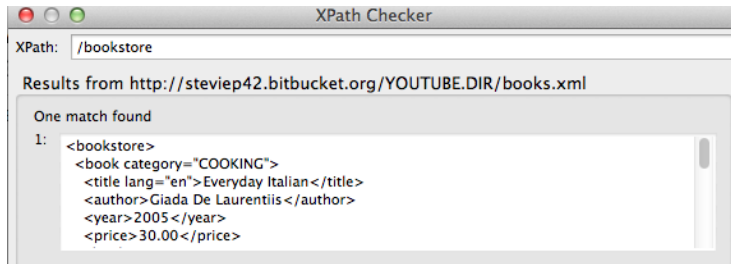 XPath Checker
XPath: /bookstore
Results from http://steviep42.bitbucket.org/YOUTUBE.DIR/books.xml
One match found
1: <bookstore>
<book category="COOKING">
<title lang="en">Everyday Italian</title>
<author>Giada De Laurentiis</author>
<year>2005</year>
<price>30.00</price>